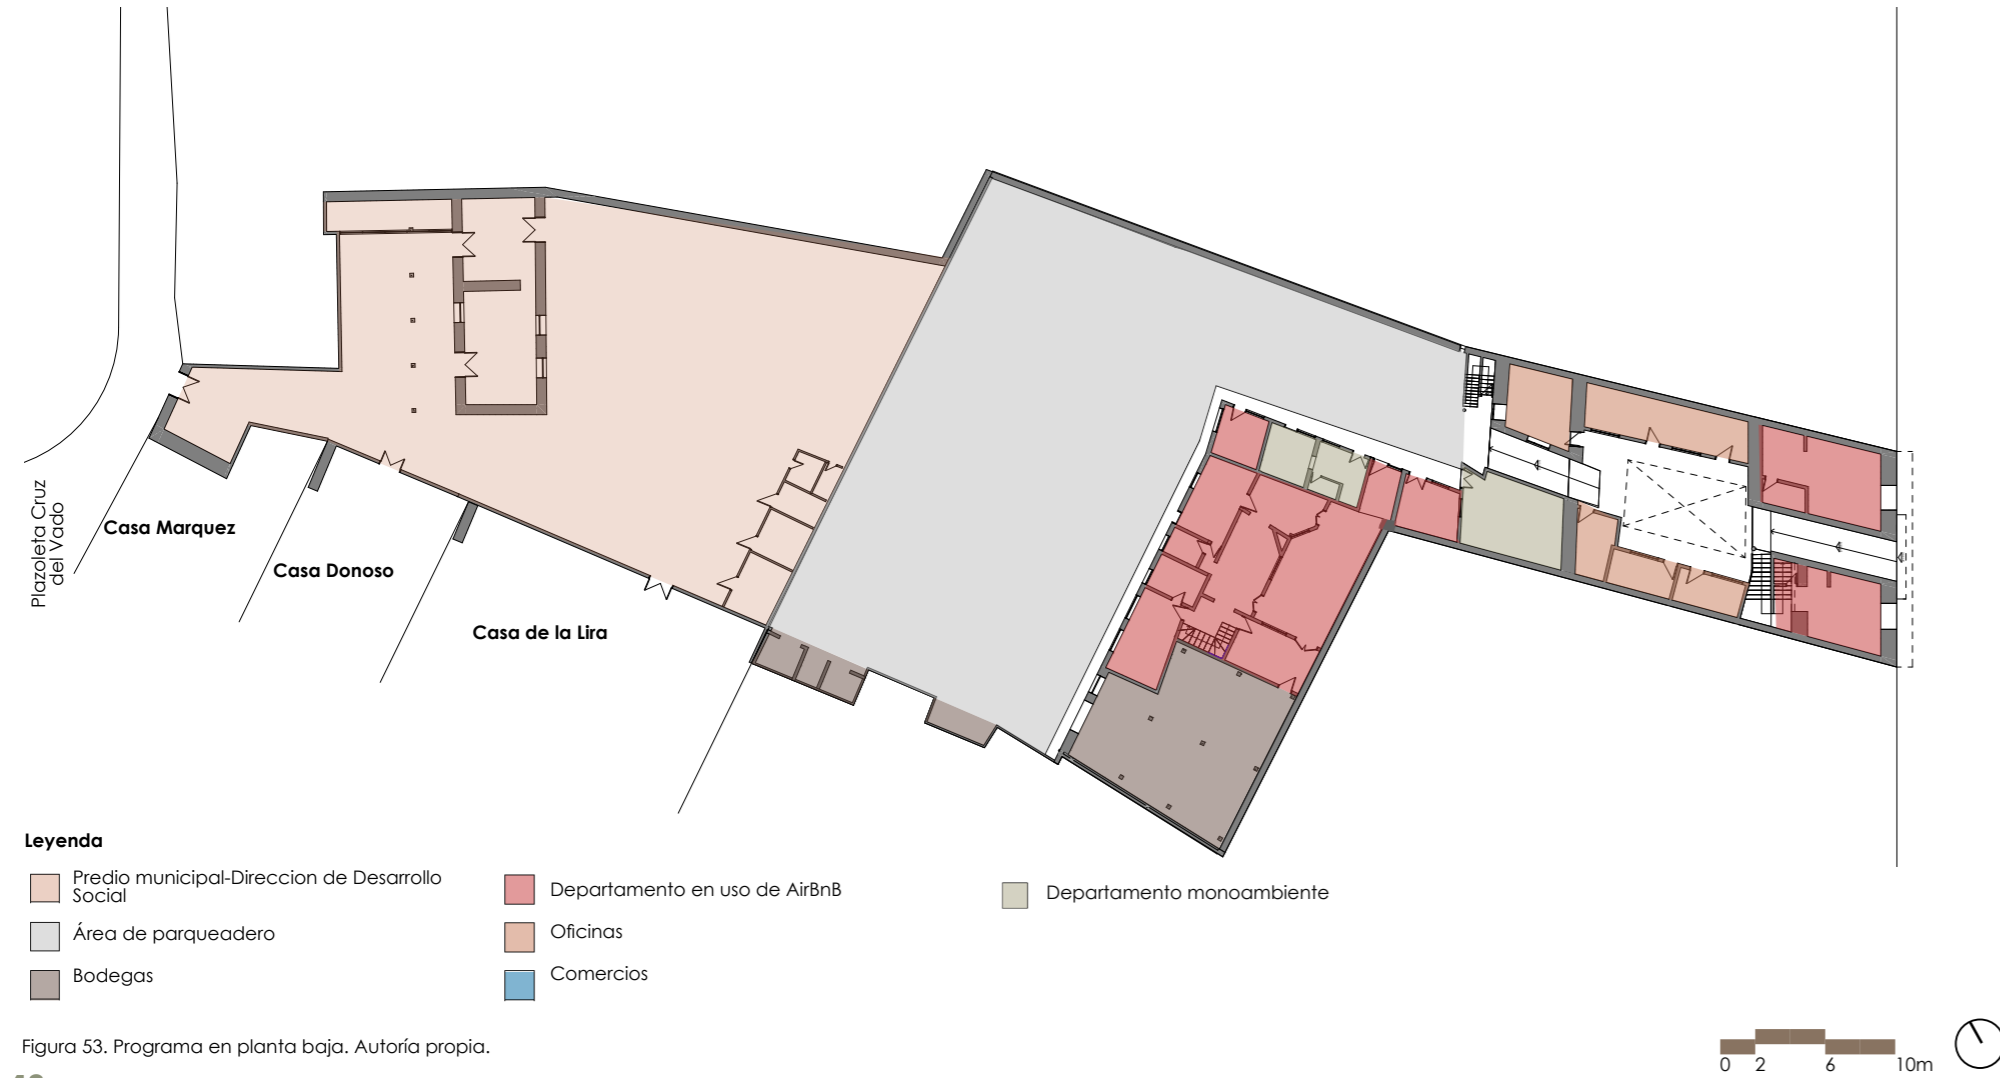 Plazoleta Cruz
del Vado
Casa Marquez
Casa Donoso
Casa de la Lira
Leyenda
Predio municipal-Direccion de Desarrollo
Social
Área de parqueadero
Bodegas
Departamento en uso de AirBnB
Oficinas
Comercios
Departamento monoambiente
Figura 53. Programa en planta baja. Autoría propia.
0 2 6 10m